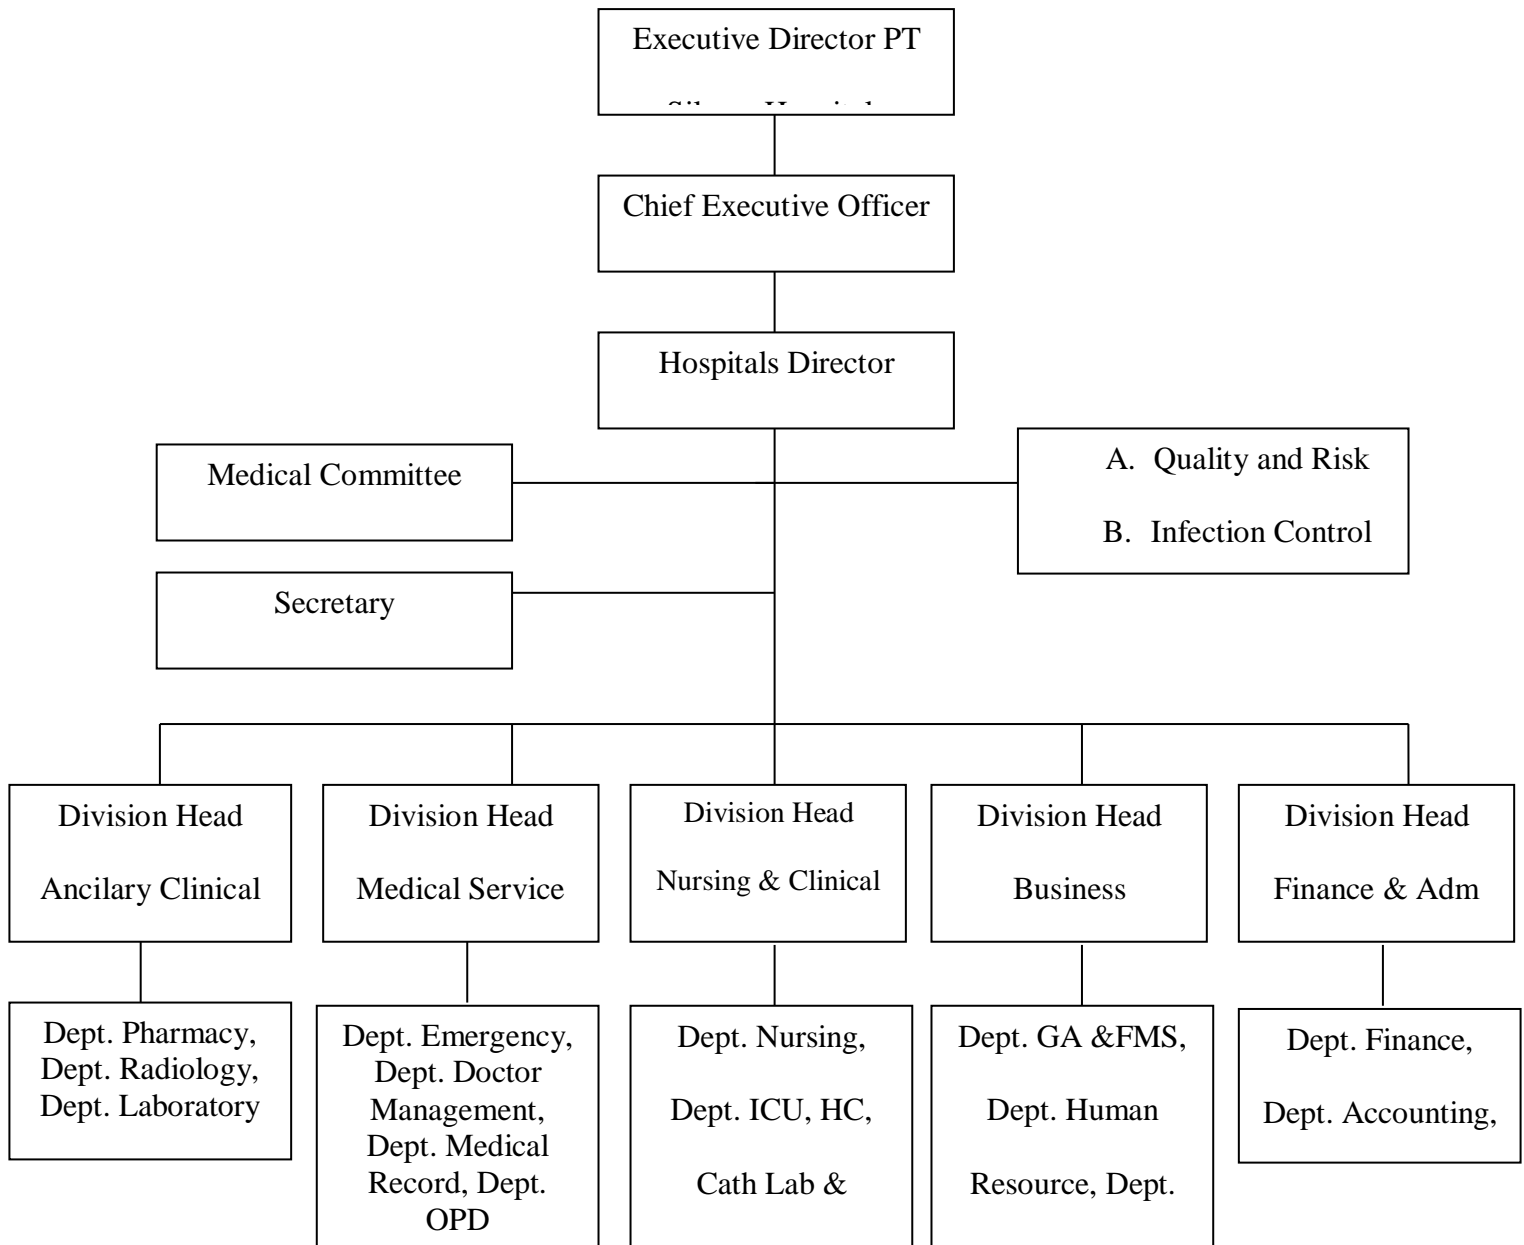 Executive Director PT
Chief Executive Officer
Hospitals Director
Medical Committee
A. Quality and Risk
B. Infection Control
Secretary
Division Head
Ancilary Clinical
Division Head
Medical Service
Division Head
Nursing & Clinical
Division Head
Business
Division Head
Finance & Adm
Dept. Pharmacy,
Dept. Radiology,
Dept. Laboratory
Dept. Emergency,
Dept. Doctor
Management,
Dept. Medical
Record, Dept.
OPD
Dept. Nursing,
Dept. ICU, HC,
Cath Lab &
Dept. GA &FMS,
Dept. Human
Resource, Dept.
Dept. Finance,
Dept. Accounting,